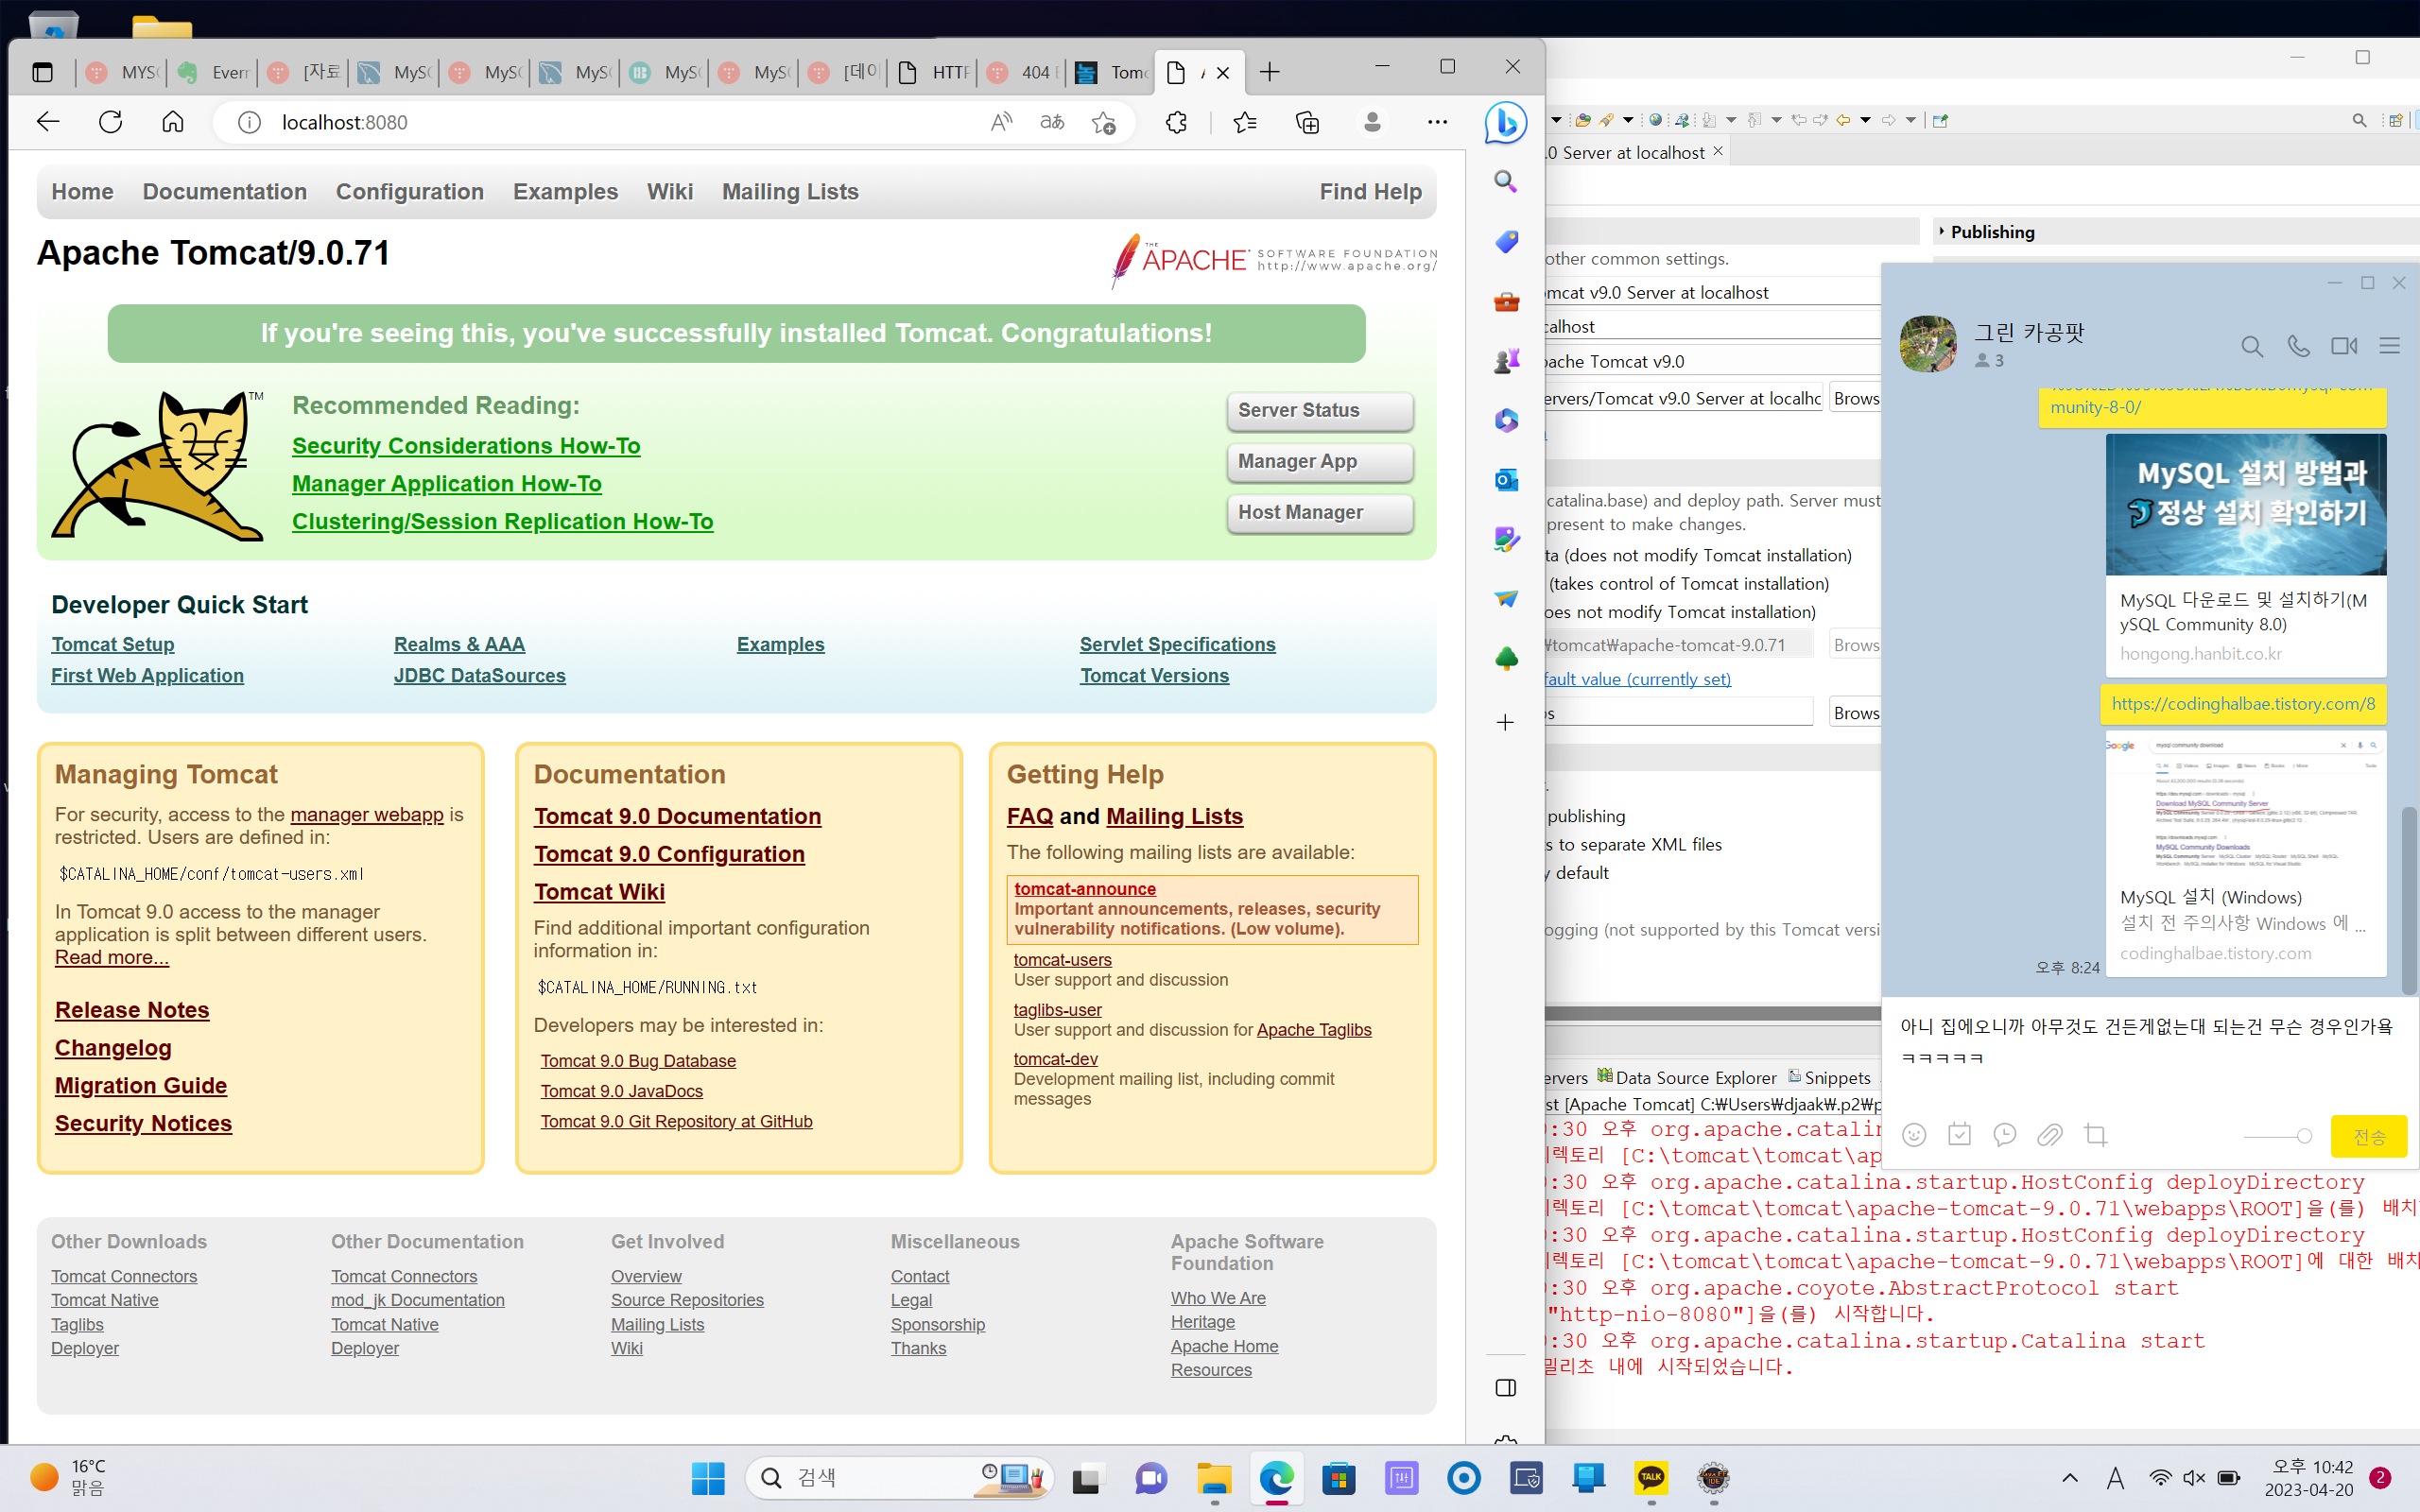 MYS
Everr
[자료
MyS
MyS
MyS
MyS
MyS
[데이
HTTF
404
Tomc
localhost:8080
Home Documentation Configuration Examples Wiki Mailing Lists Find Help
Apache Tomcat/9.0.71
THE APACHE SOFTWARE FOUNDATION
http://www.apache.org/
If you're seeing this, you've successfully installed Tomcat. Congratulations!
TM
Recommended Reading:
Security Considerations How-To
Manager Application How-To
Clustering/Session Replication How-To
Server Status
Manager App
Host Manager
Developer Quick Start
Tomcat Setup
First Web Application
Realms & AAA
JDBC DataSources
Examples
Servlet Specifications
Tomcat Versions
Managing Tomcat
For security, access to the manager webapp is
restricted. Users are defined in:
$CATALINA_HOME/conf/tomcat-users.xml
In Tomcat 9.0 access to the manager
application is split between different users.
Read more...
Release Notes
Changelog
Migration Guide
Security Notices
Documentation
Tomcat 9.0 Documentation
Tomcat 9.0 Configuration
Tomcat Wiki
Find additional important configuration
information in:
$CATALINA_HOME/RUNNING.txt
Developers may be interested in:
Tomcat 9.0 Bug Database
Tomcat 9.0 JavaDocs
Tomcat 9.0 Git Repository at GitHub
Getting Help
FAQ and Mailing Lists
The following mailing lists are available:
tomcat-announce
Important announcements, releases, security
vulnerability notifications. (Low volume).
tomcat-users
User support and discussion
taglibs-user
User support and discussion for Apache Taglibs
tomcat-dev
Development mailing list, including commit
messages
Other Downloads
Tomcat Connectors
Tomcat Native
Taglibs
Deployer
Other Documentation
Tomcat Connectors
mod_jk Documentation
Tomcat Native
Deployer
Get Involved
Overview
Source Repositories
Mailing Lists
Wiki
Miscellaneous
Contact
Legal
Sponsorship
Thanks
Apache Software
Foundation
Who We Are
Heritage
Apache Home
Resources
.0 Server at localhost
Publishing
other common settings.
omcat v9.0 Server at localhost
calhost
pache Tomcat v9.0
ervers/Tomcat v9.0 Server at localhc Brows
catalina.base) and deploy path. Server must
present to make changes.
ta (does not modify Tomcat installation)
(takes control of Tomcat installation)
oes not modify Tomcat installation)
₩tomcat₩apache-tomcat-9.0.71 Brows
fault value (currently set)
os Brows
publishing
ts to separate XML files
y default
ogging (not supported by this Tomcat versi
ervers Data Source Explorer Snippets
st [Apache Tomcat] C:₩Users₩djaak₩.p2₩p
0:30 오후 org.apache.catalin
렉토리 [C:\tomcat\tomcat\ap
0:30 오후 org.apache.catalina.startup.HostConfig deployDirectory
렉토리 [C:\tomcat\tomcat\apache-tomcat-9.0.71\webapps\ROOT]을(를) 배치
0:30 오후 org.apache.catalina.startup.HostConfig deployDirectory
렉토리 [C:\tomcat\tomcat\apache-tomcat-9.0.71\webapps\ROOT]에 대한 배치
0:30 오후 org.apache.coyote.AbstractProtocol start
"http-nio-8080"]을(를) 시작합니다.
0:30 오후 org.apache.catalina.startup.Catalina start
밀리초 내에 시작되었습니다.
그린 카공팟
3
munity-8-0/
MySQL 설치 방법과
정상 설치 확인하기
MySQL 다운로드 및 설치하기(M
ySQL Community 8.0)
hongong.hanbit.co.kr
https://codinghalbae.tistory.com/8
Google mysql community download
Download MySQL Community Server
MySQL Community Downloads
MySQL 설치 (Windows)
설치 전 주의사항 Windows 에 ...
codinghalbae.tistory.com
오후 8:24
아니 집에오니까 아무것도 건든게없는대 되는건 무슨 경우인가욬
ㅋㅋㅋㅋㅋ
전송
16°C
맑음
검색
TALK
A
오후 10:42
2023-04-20
2